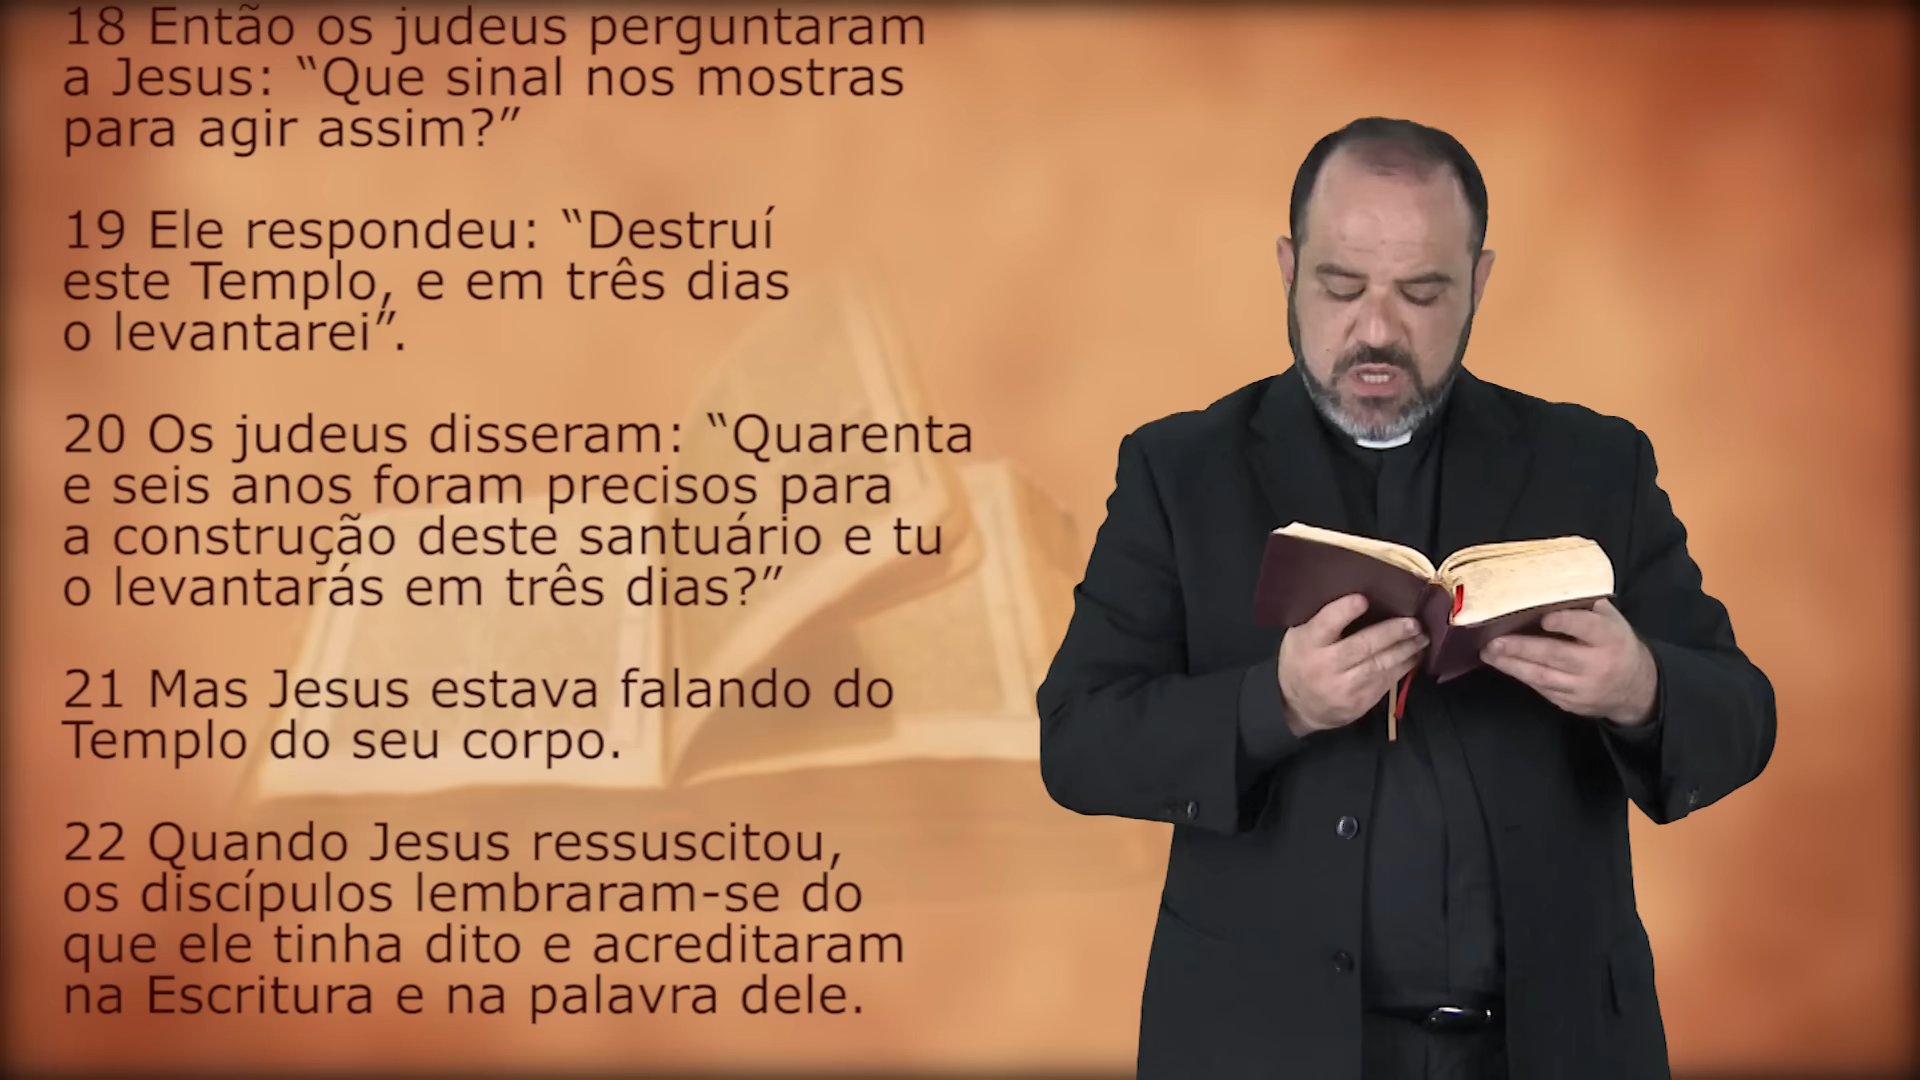 18 Então os judeus perguntaram
a Jesus: “Que sinal nos mostras
para agir assim?”
19 Ele respondeu: “Destruí
este Templo, e em três dias
o levantarei”.
20 Os judeus disseram: “Quarenta
e seis anos foram precisos para
a construção deste santuário e tu
o levantarás em três dias?”
21 Mas Jesus estava falando do
Templo do seu corpo.
22 Quando Jesus ressuscitou,
os discípulos lembraram-se do
que ele tinha dito e acreditaram
na Escritura e na palavra dele.